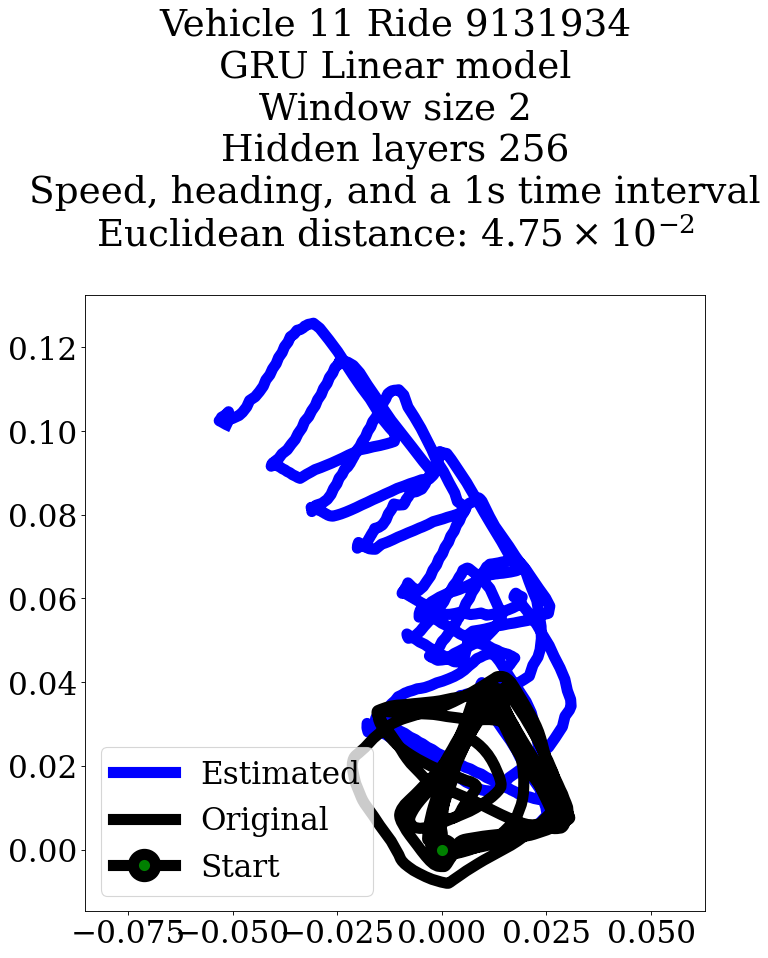 Vehicle 11 Ride 9131934
GRU Linear model
Window size 2
Hidden layers 256
Speed, heading, and a 1s time interval
Euclidean distance: 4.75 × 10⁻²
0.12
0.10
0.08
0.06
0.04
0.02
0.00
Estimated
Original
Start
−0.075 −0.050 −0.025 0.000 0.025 0.050